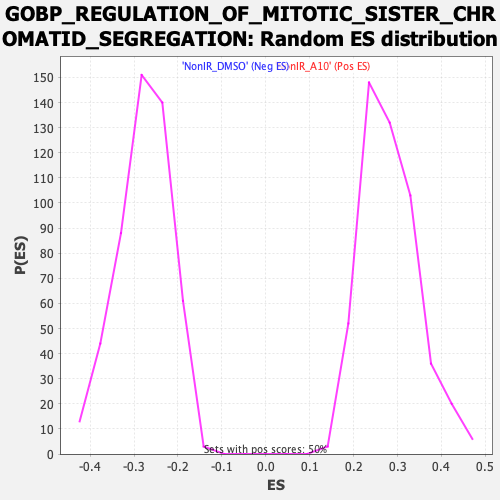 GOBP_REGULATION_OF_MITOTIC_SISTER_CHR
OMATID_SEGREGATION: Random ES distribution
'NonIR_DMSO' (Neg ES) nIR_A10' (Pos ES)
150
140
130
120
110
100
90
80
70
60
50
40
30
20
10
0
P(ES)
Sets with pos scores: 50%
-0.4 -0.3 -0.2 -0.1 0.0 0.1 0.2 0.3 0.4 0.5
ES